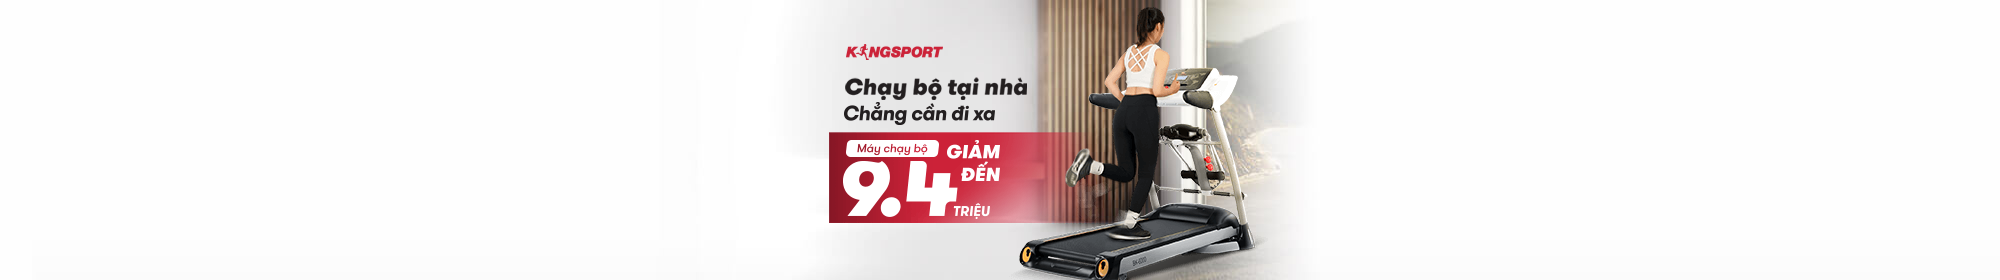 KINGSPORT
Chạy bộ tại nhà
Chẳng cần đi xa
Máy chạy bộ
GIẢM
ĐẾN
9.4
TRIỆU